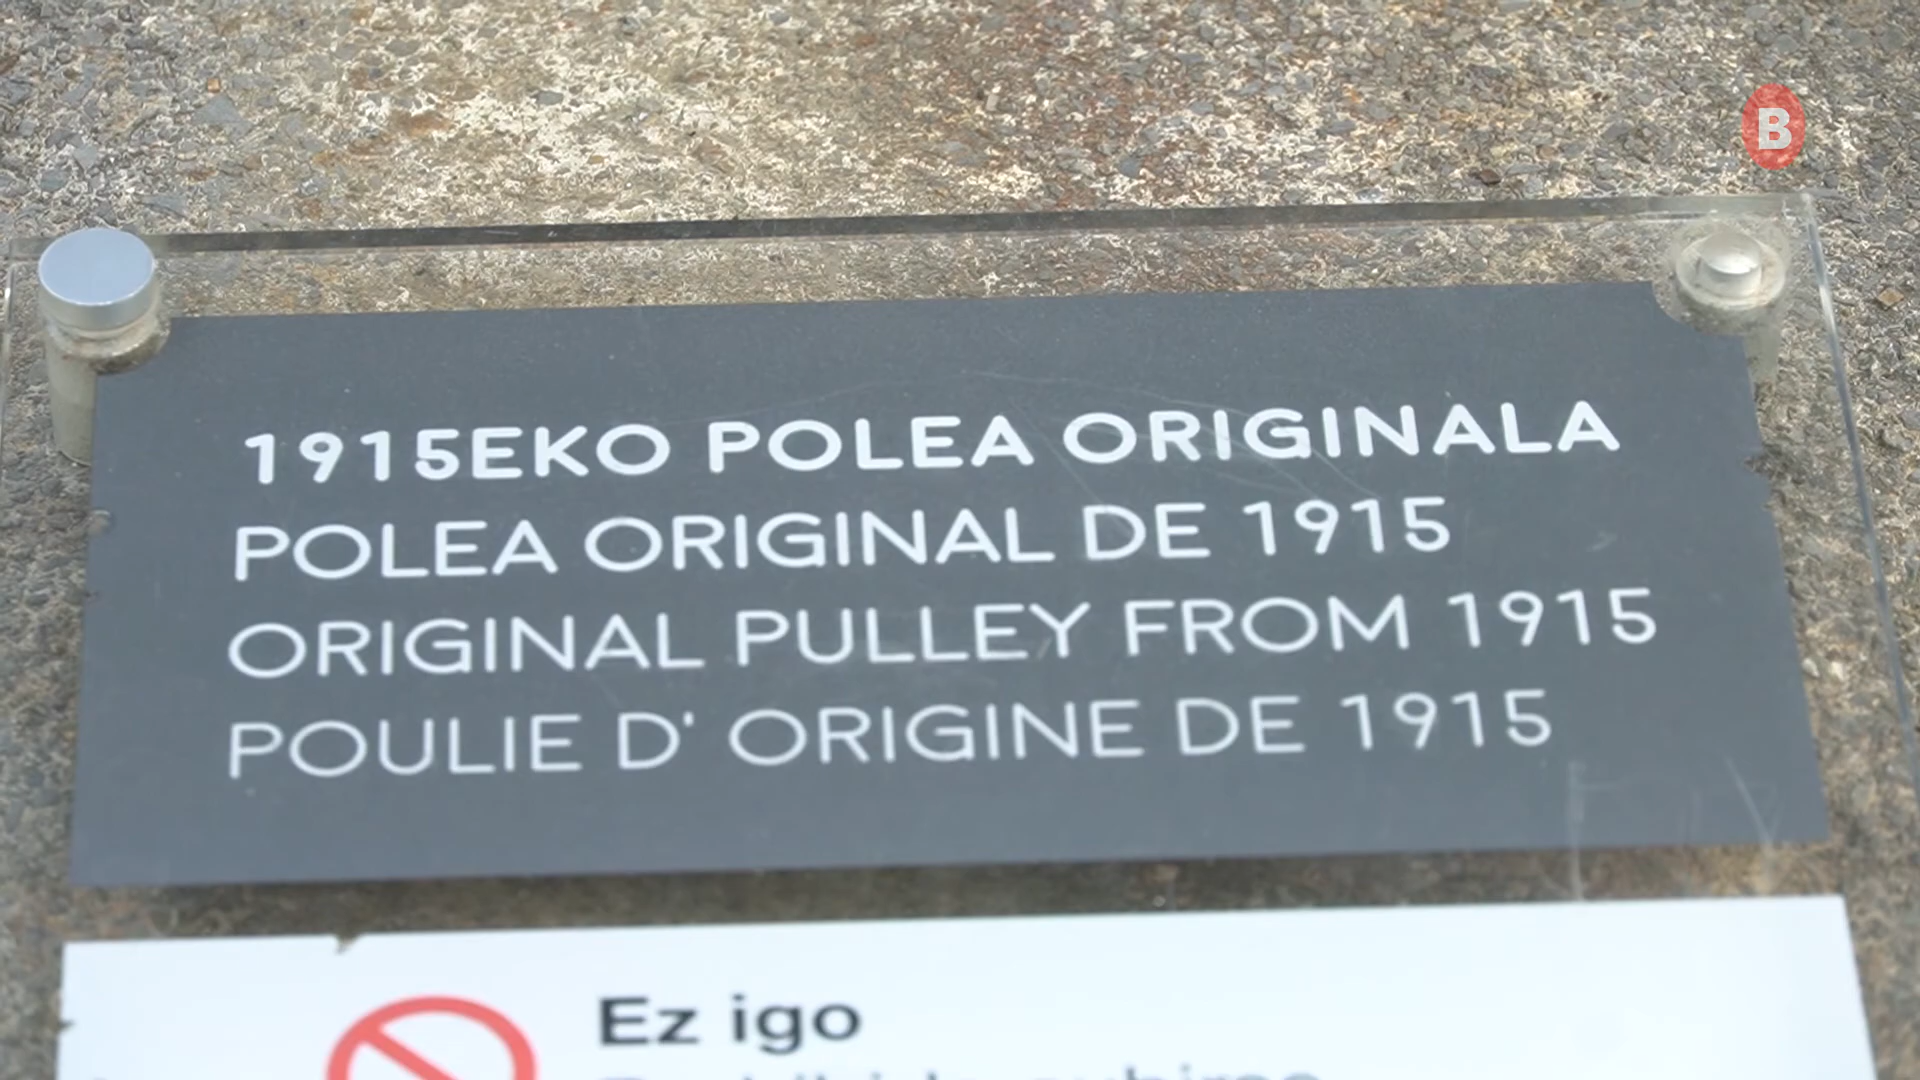 B
1915EKO POLEA ORIGINALA
POLEA ORIGINAL DE 1915
ORIGINAL PULLEY FROM 1915
POULIE D' ORIGINE DE 1915
Ez igo